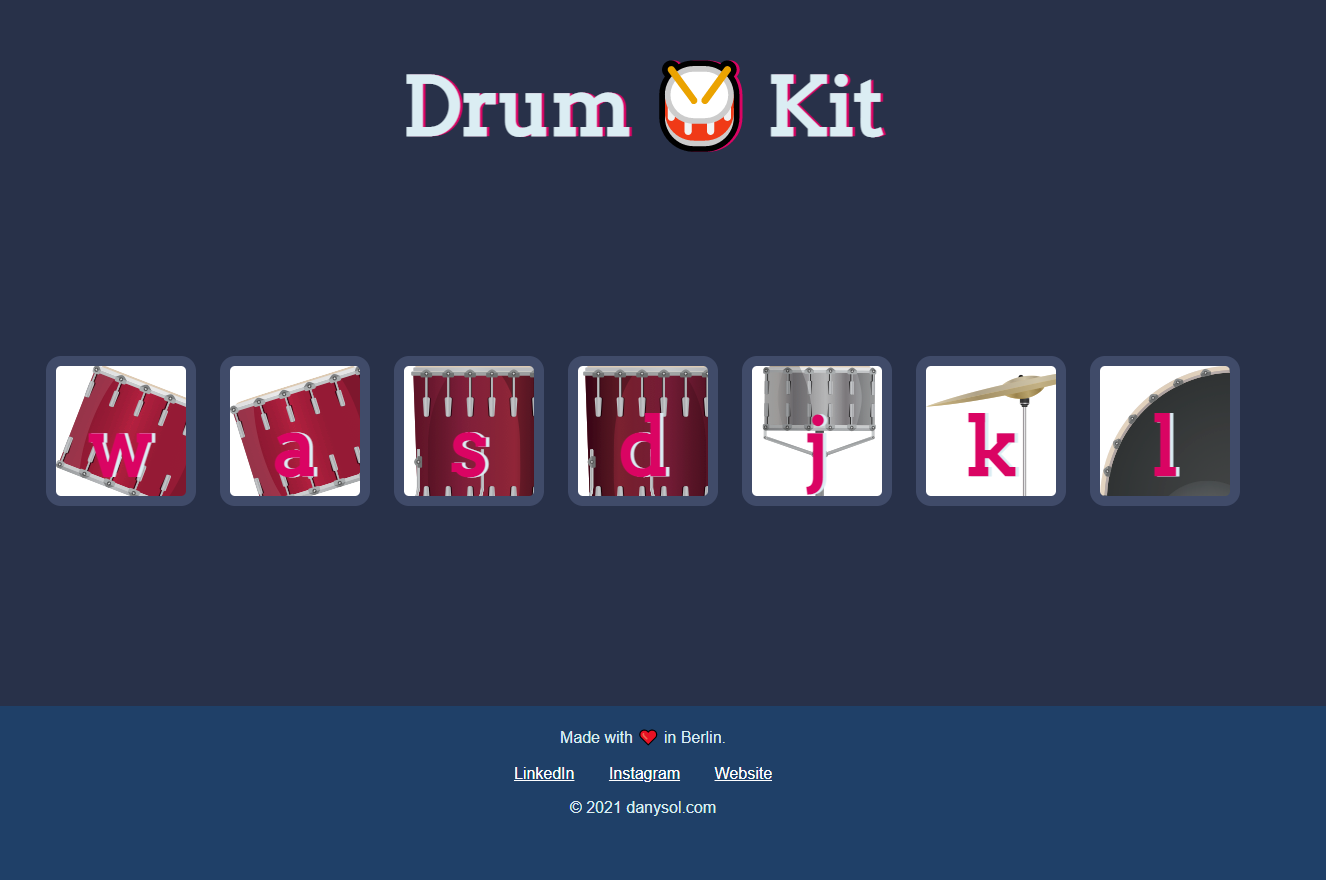 Drum 🥁 Kit
w a s d j k l
Made with ❤️ in Berlin.
LinkedIn Instagram Website
© 2021 danysol.com